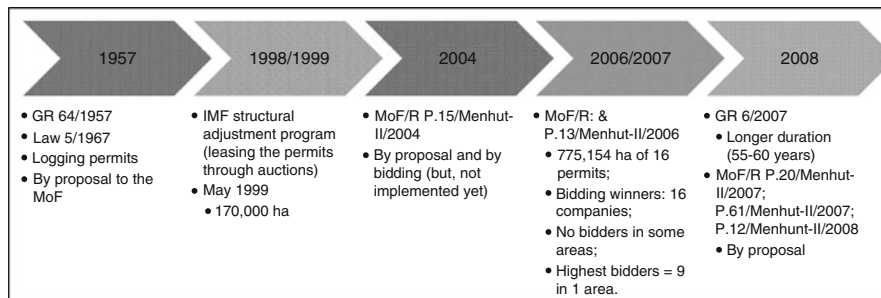 1957
• GR 64/1957
• Law 5/1967
• Logging permits
• By proposal to the
MoF
1998/1999
• IMF structural
adjustment program
(leasing the permits
through auctions)
• May 1999
• 170,000 ha
2004
• MoF/R P.15/Menhut-
II/2004
• By proposal and by
bidding (but, not
implemented yet)
2006/2007
• MoF/R: &
P.13/Menhut-II/2006
• 775,154 ha of 16
permits;
• Bidding winners: 16
companies;
• No bidders in some
areas;
• Highest bidders = 9
in 1 area.
2008
• GR 6/2007
• Longer duration
(55-60 years)
• MoF/R P.20/Menhut-
II/2007;
P.61/Menhut-II/2007;
P.12/Menhunt-II/2008
• By proposal